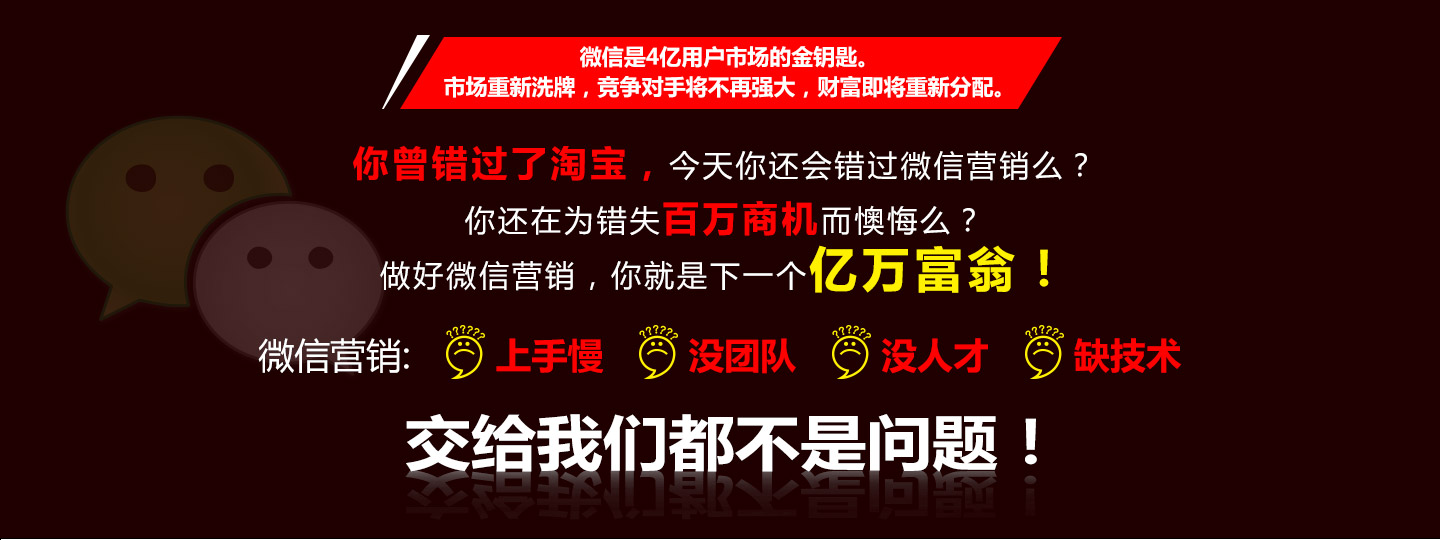 微信是4亿用户市场的金钥匙。
市场重新洗牌，竞争对手将不再强大，财富即将重新分配。
你曾错过了淘宝，今天你还会错过微信营销么？
你还在为错失百万商机而懊悔么？
做好微信营销，你就是下一个亿万富翁！
微信营销: ?????? 上手慢 ?????? 没团队 ?????? 没人才 ?????? 缺技术
交给我们都不是问题！